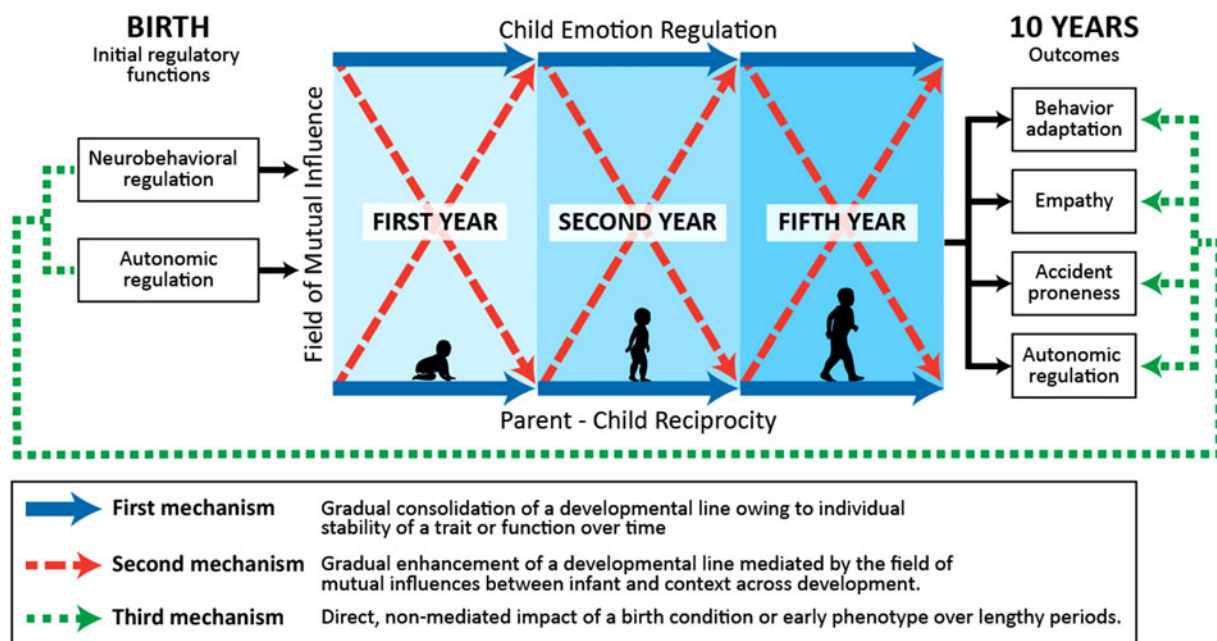 BIRTH
Initial regulatory
functions
Neurobehavioral
regulation
Autonomic
regulation
Field of Mutual Influence
Child Emotion Regulation
FIRST YEAR
SECOND YEAR
FIFTH YEAR
Parent - Child Reciprocity
10 YEARS
Outcomes
Behavior
adaptation
Empathy
Accident
proneness
Autonomic
regulation
First mechanism
Gradual consolidation of a developmental line owing to individual
stability of a trait or function over time
Second mechanism
Gradual enhancement of a developmental line mediated by the field of
mutual influences between infant and context across development.
Third mechanism
Direct, non-mediated impact of a birth condition or early phenotype over lengthy periods.